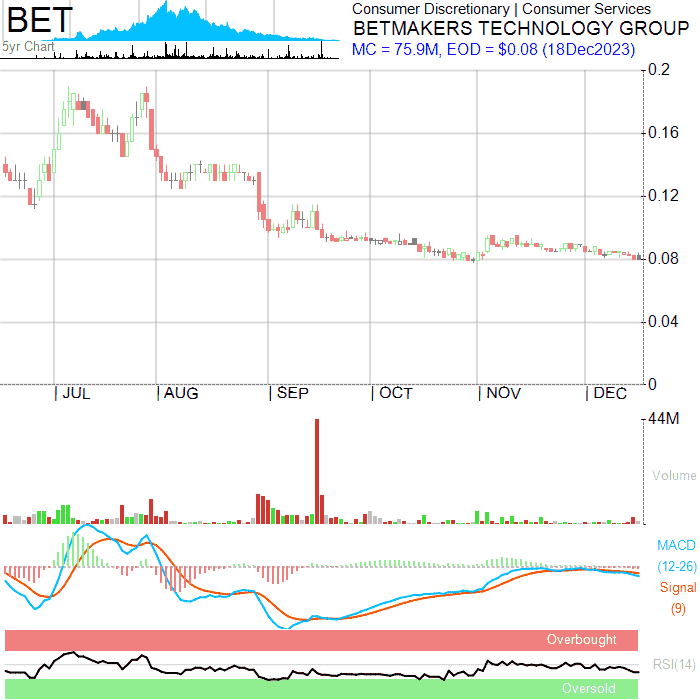 BET
5yr Chart
Consumer Discretionary | Consumer Services
BETMAKERS TECHNOLOGY GROUP
MC = 75.9M, EOD = $0.08 (18Dec2023)
0.2
0.16
0.12
0.08
0.04
0
| JUL | AUG | SEP | OCT | NOV | DEC
44M
Volume
MACD
(12-26)
Signal
(9)
Overbought
RSI(14)
Oversold